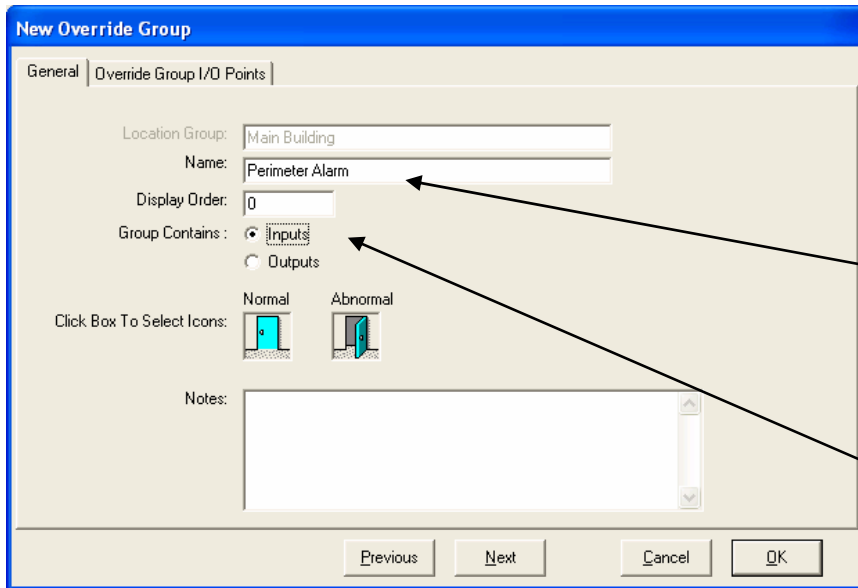 New Override Group
General Override Group I/O Points
Location Group: Main Building
Name: Perimeter Alarm
Display Order: 0
Group Contains : Inputs
Outputs
Normal Abnormal
Click Box To Select Icons:
Notes:
Previous Next Cancel OK